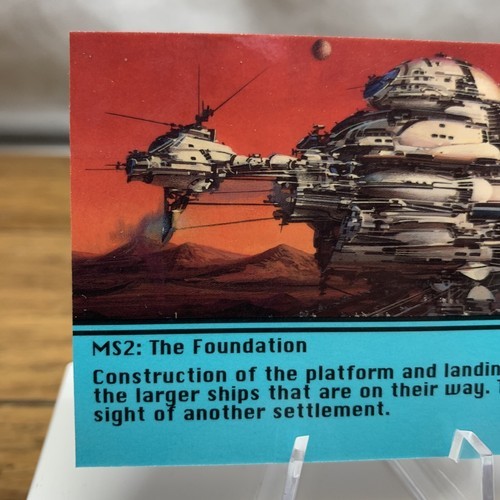 MS2: The Foundation
Construction of the platform and landin
the larger ships that are on their way. T
sight of another settlement.